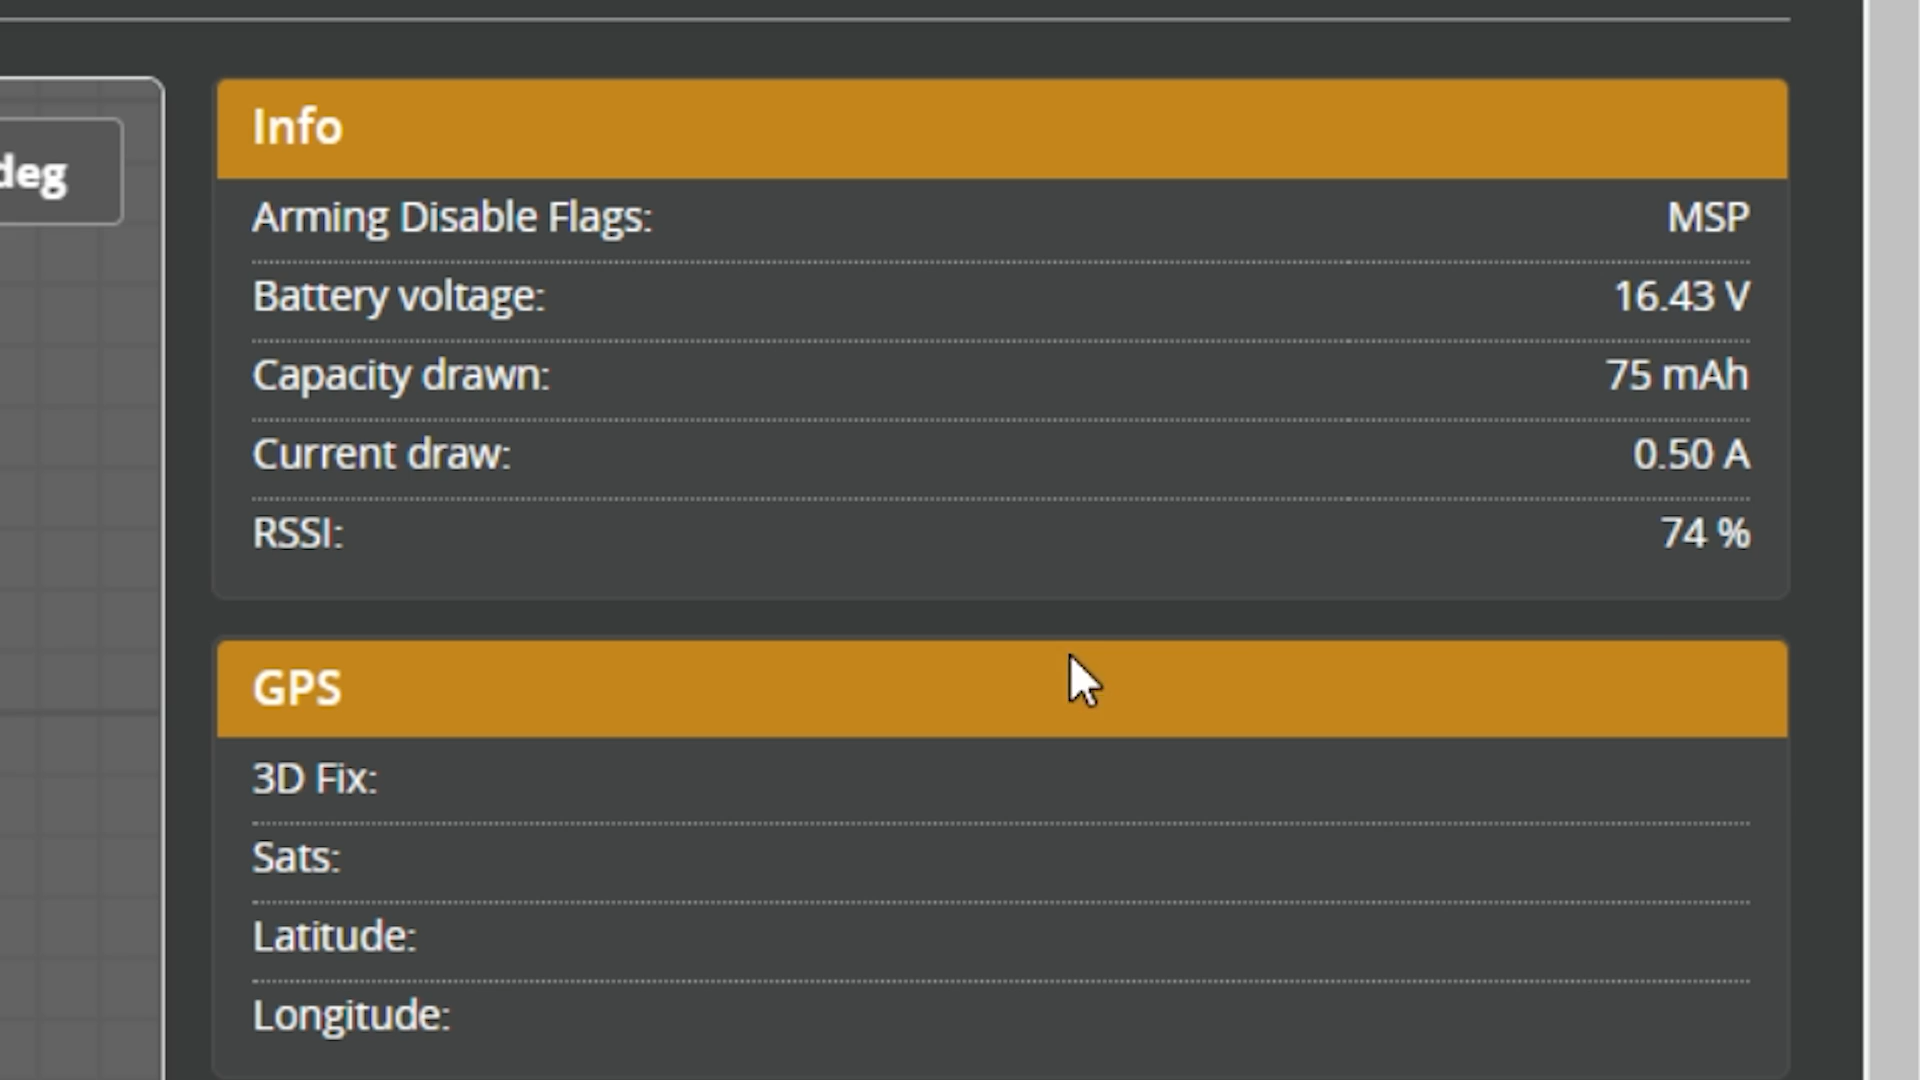 deg
Info
Arming Disable Flags: MSP
Battery voltage: 16.43 V
Capacity drawn: 75 mAh
Current draw: 0.50 A
RSSI: 74 %
GPS
3D Fix:
Sats:
Latitude:
Longitude: